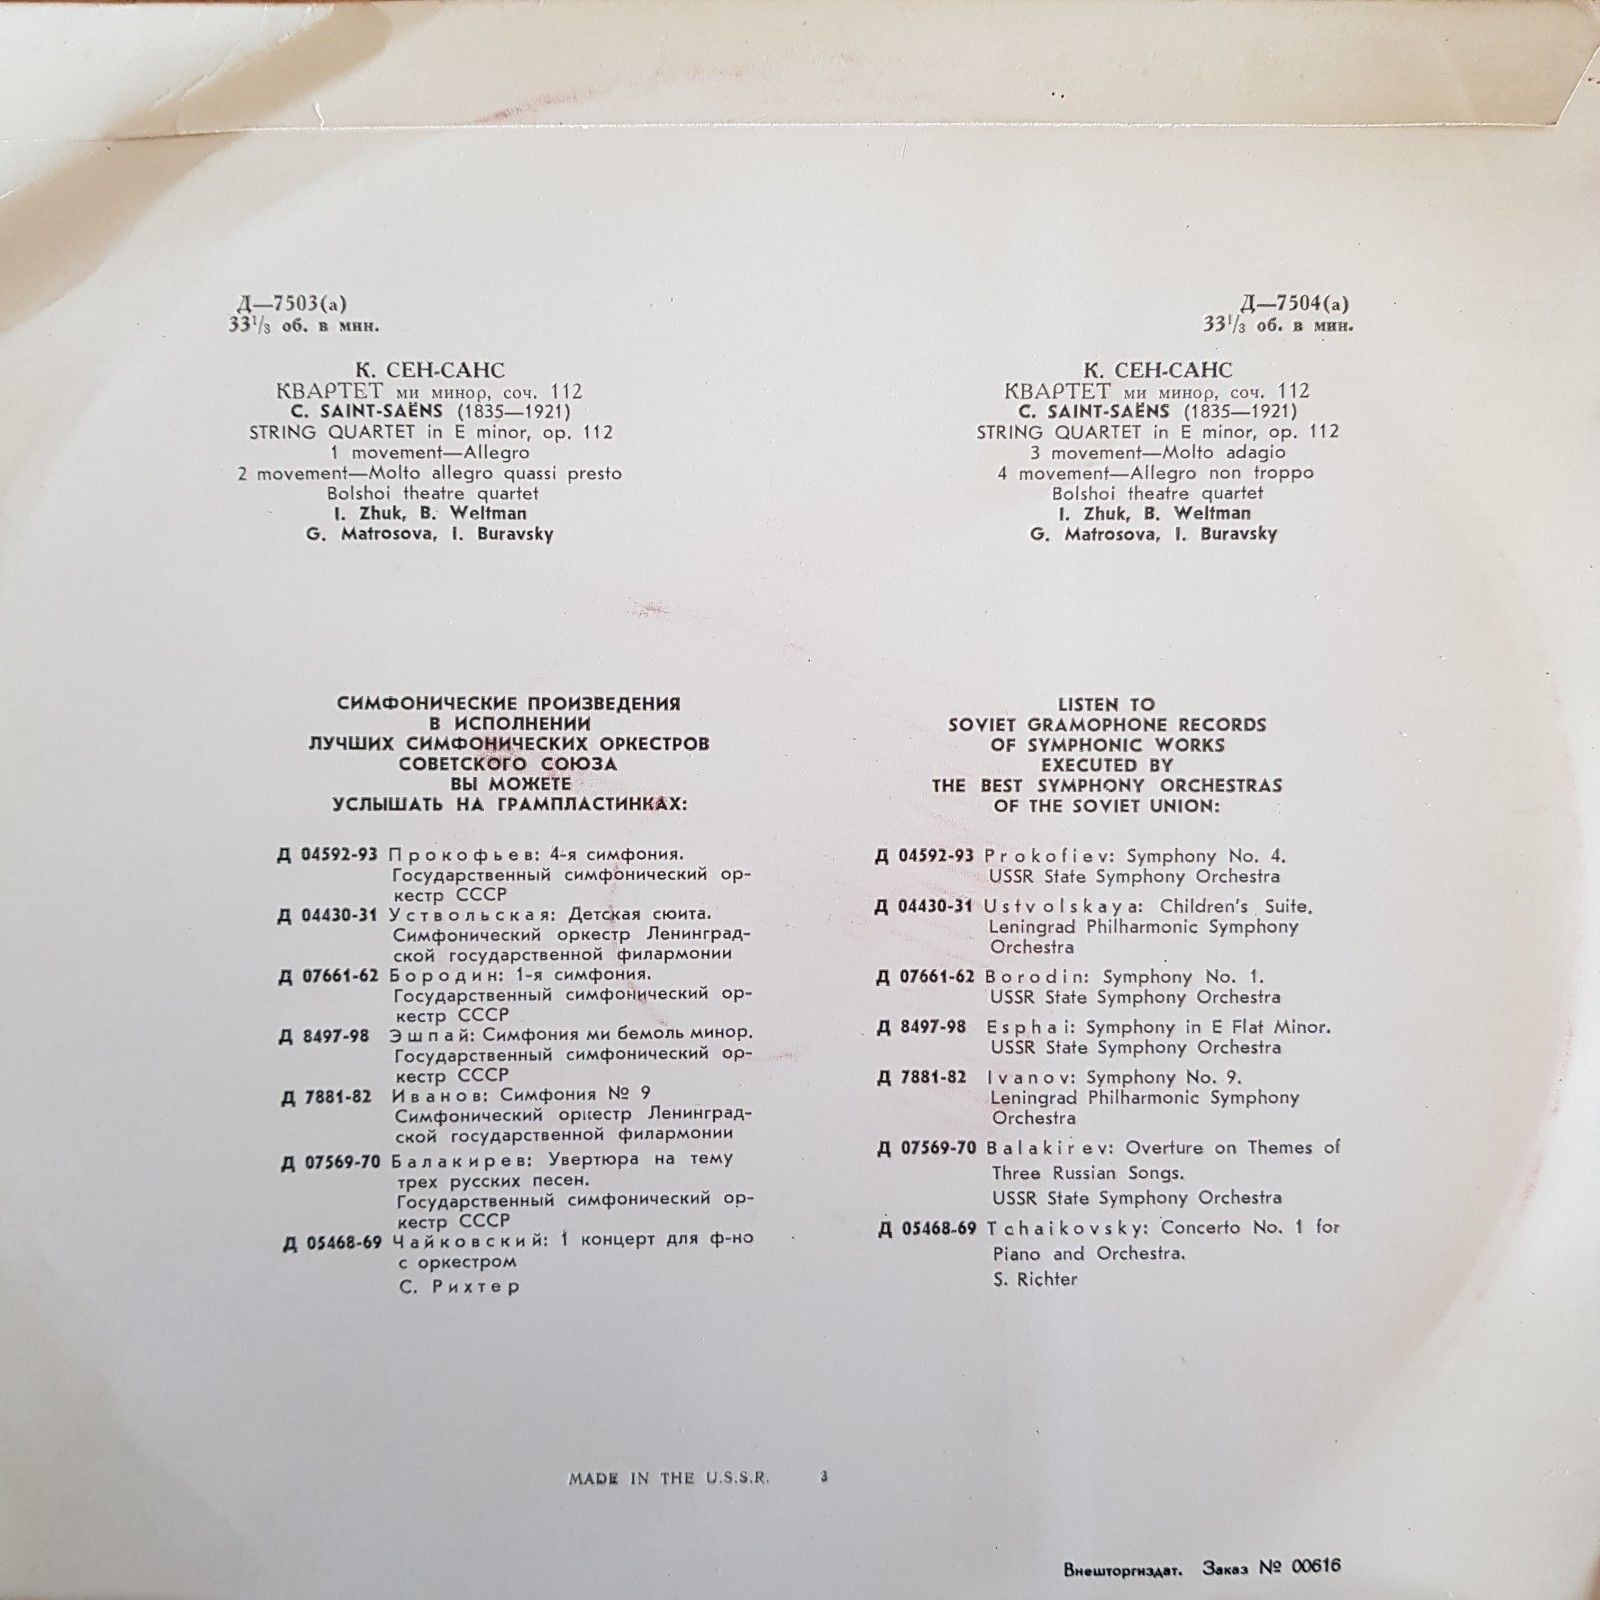 Д—7503(а)
33¹/₃ об. в мин.
К. СЕН-САНС
КВАРТЕТ ми минор, соч. 112
C. SAINT-SAËNS (1835—1921)
STRING QUARTET in E minor, op. 112
1 movement—Allegro
2 movement—Molto allegro quassi presto
Bolshoi theatre quartet
I. Zhuk, B. Weltman
G. Matrosova, I. Buravsky
Д—7504(а)
33¹/₃ об. в мин.
К. СЕН-САНС
КВАРТЕТ ми минор, соч. 112
C. SAINT-SAËNS (1835—1921)
STRING QUARTET in E minor, op. 112
3 movement—Molto adagio
4 movement—Allegro non troppo
Bolshoi theatre quartet
I. Zhuk, B. Weltman
G. Matrosova, I. Buravsky
СИМФОНИЧЕСКИЕ ПРОИЗВЕДЕНИЯ
В ИСПОЛНЕНИИ
ЛУЧШИХ СИМФОНИЧЕСКИХ ОРКЕСТРОВ
СОВЕТСКОГО СОЮЗА
ВЫ МОЖЕТЕ
УСЛЫШАТЬ НА ГРАМПЛАСТИНКАХ:
Д 04592-93 Прокофьев: 4-я симфония.
Государственный симфонический ор-
кестр СССР
Д 04430-31 Уствольская: Детская сюита.
Симфонический оркестр Ленинград-
ской государственной филармонии
Д 07661-62 Бородин: 1-я симфония.
Государственный симфонический ор-
кестр СССР
Д 8497-98 Эшпай: Симфония ми бемоль минор.
Государственный симфонический ор-
кестр СССР
Д 7881-82 Иванов: Симфония № 9
Симфонический оркестр Ленинград-
ской государственной филармонии
Д 07569-70 Балакирев: Увертюра на тему
трех русских песен.
Государственный симфонический ор-
кестр СССР
Д 05468-69 Чайковский: 1 концерт для ф-но
с оркестром
С. Рихтер
LISTEN TO
SOVIET GRAMOPHONE RECORDS
OF SYMPHONIC WORKS
EXECUTED BY
THE BEST SYMPHONY ORCHESTRAS
OF THE SOVIET UNION:
Д 04592-93 Prokofiev: Symphony No. 4.
USSR State Symphony Orchestra
Д 04430-31 Ustvolskaya: Children's Suite.
Leningrad Philharmonic Symphony
Orchestra
Д 07661-62 Borodin: Symphony No. 1.
USSR State Symphony Orchestra
Д 8497-98 Esphai: Symphony in E Flat Minor.
USSR State Symphony Orchestra
Д 7881-82 Ivanov: Symphony No. 9.
Leningrad Philharmonic Symphony
Orchestra
Д 07569-70 Balakirev: Overture on Themes of
Three Russian Songs.
USSR State Symphony Orchestra
Д 05468-69 Tchaikovsky: Concerto No. 1 for
Piano and Orchestra.
S. Richter
MADE IN THE U.S.S.R. 3
Внешторгиздат. Заказ № 00616